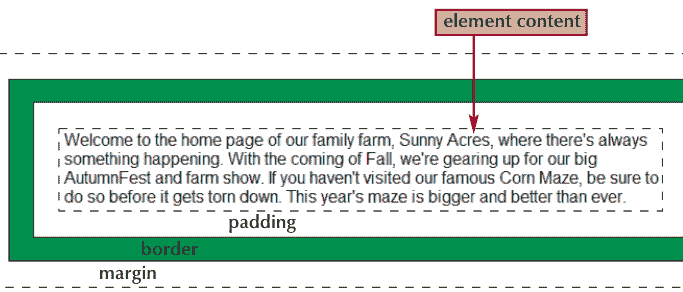 element content
Welcome to the home page of our family farm, Sunny Acres, where there's always
something happening. With the coming of Fall, we're gearing up for our big
AutumnFest and farm show. If you haven't visited our famous Corn Maze, be sure to
do so before it gets torn down. This year's maze is bigger and better than ever.
padding
border
margin